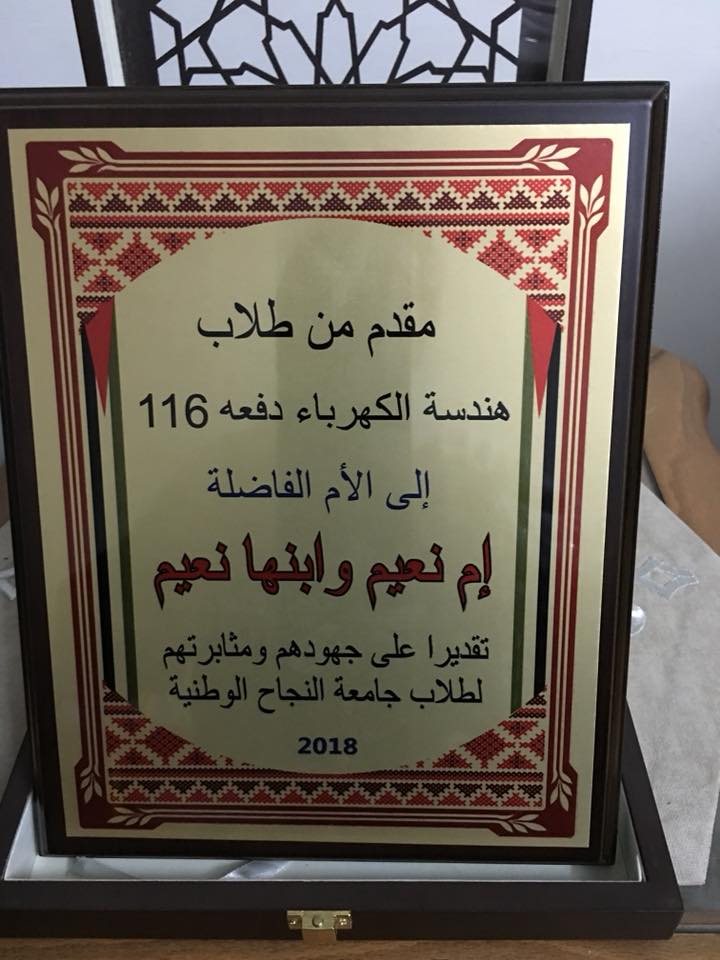 مقدم من طلاب
هندسة الكهرباء دفعه 116
إلى الأم الفاضلة
إم نعيم وابنها نعيم
تقديرا على جهودهم ومثابرتهم
لطلاب جامعة النجاح الوطنية
2018